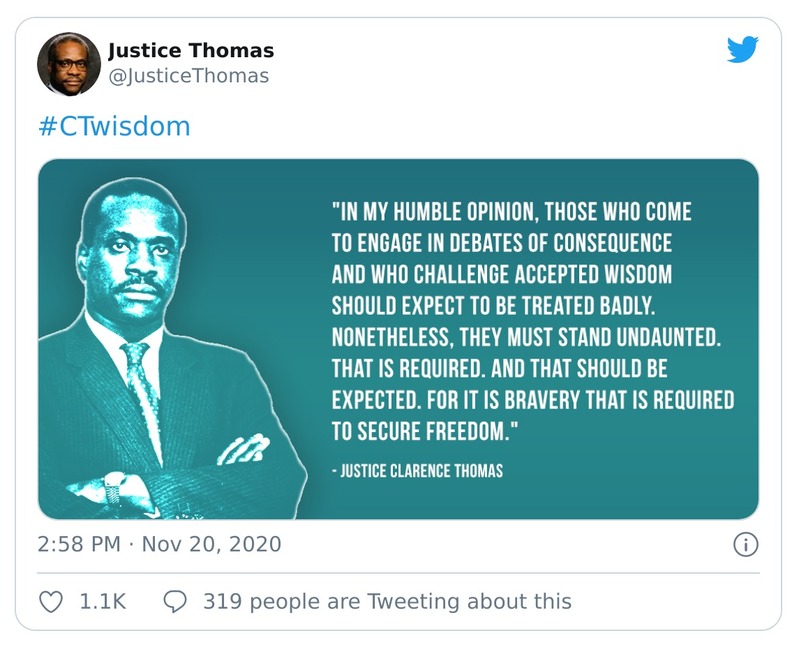 Justice Thomas
@JusticeThomas
#CTwisdom
"IN MY HUMBLE OPINION, THOSE WHO COME
TO ENGAGE IN DEBATES OF CONSEQUENCE
AND WHO CHALLENGE ACCEPTED WISDOM
SHOULD EXPECT TO BE TREATED BADLY.
NONETHELESS, THEY MUST STAND UNDAUNTED.
THAT IS REQUIRED. AND THAT SHOULD BE
EXPECTED. FOR IT IS BRAVERY THAT IS REQUIRED
TO SECURE FREEDOM."
- JUSTICE CLARENCE THOMAS
2:58 PM · Nov 20, 2020
1.1K 319 people are Tweeting about this